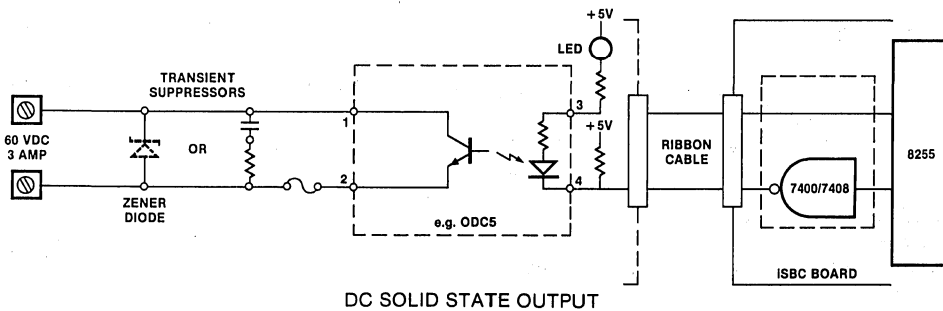 +5V
LED
TRANSIENT
SUPPRESSORS
3
1
60 VDC
3 AMP
OR
+5V
RIBBON
CABLE
8255
7400/7408
2
4
ZENER
DIODE
e.g. ODC5
iSBC BOARD
DC SOLID STATE OUTPUT